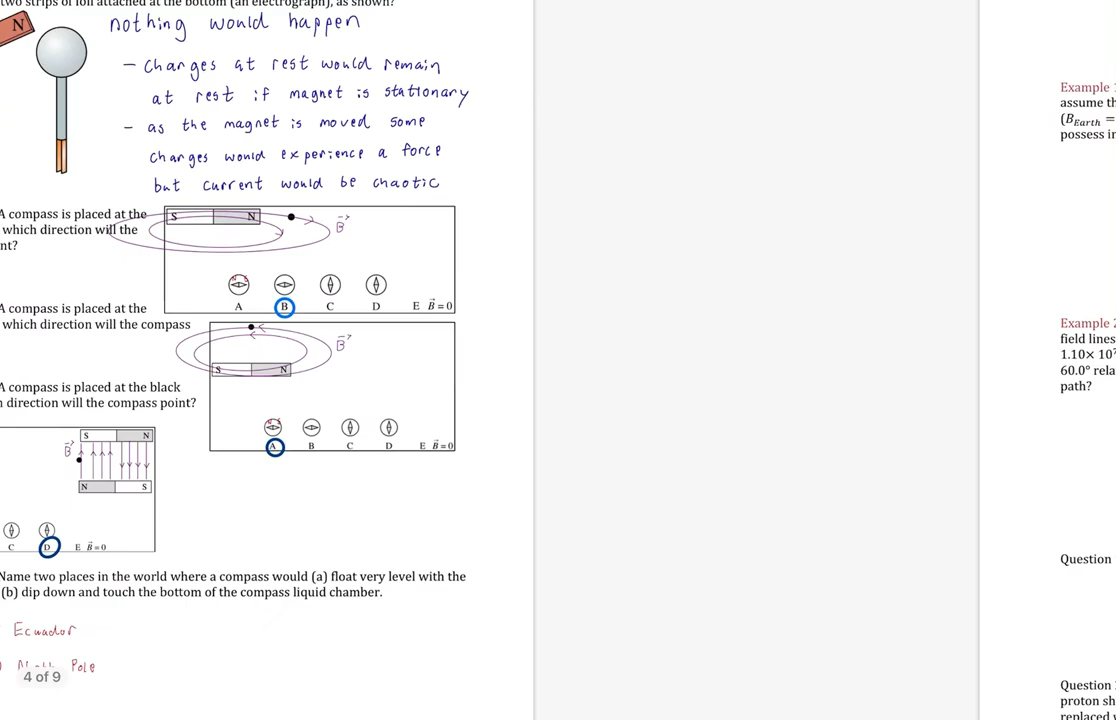 two strips of foil attached at the bottom (an electrograph), as shown?
N
nothing would happen
- changes at rest would remain
at rest if magnet is stationary
- as the magnet is moved some
changes would experience a force
but current would be chaotic
A compass is placed at the
which direction will the
nt?
S N B
A B C D E B = 0
A compass is placed at the
which direction will the compass
B
S N
A B C D E B = 0
A compass is placed at the black
direction will the compass point?
S N
B
N S
C D E B = 0
Name two places in the world where a compass would (a) float very level with the
(b) dip down and touch the bottom of the compass liquid chamber.
Ecuador
Pole
4 of 9
Example
assume th
(BEarth =
possess in
Example 2
field lines
1.10× 10
60.0° rela
path?
Question
Question
proton sh
replaced